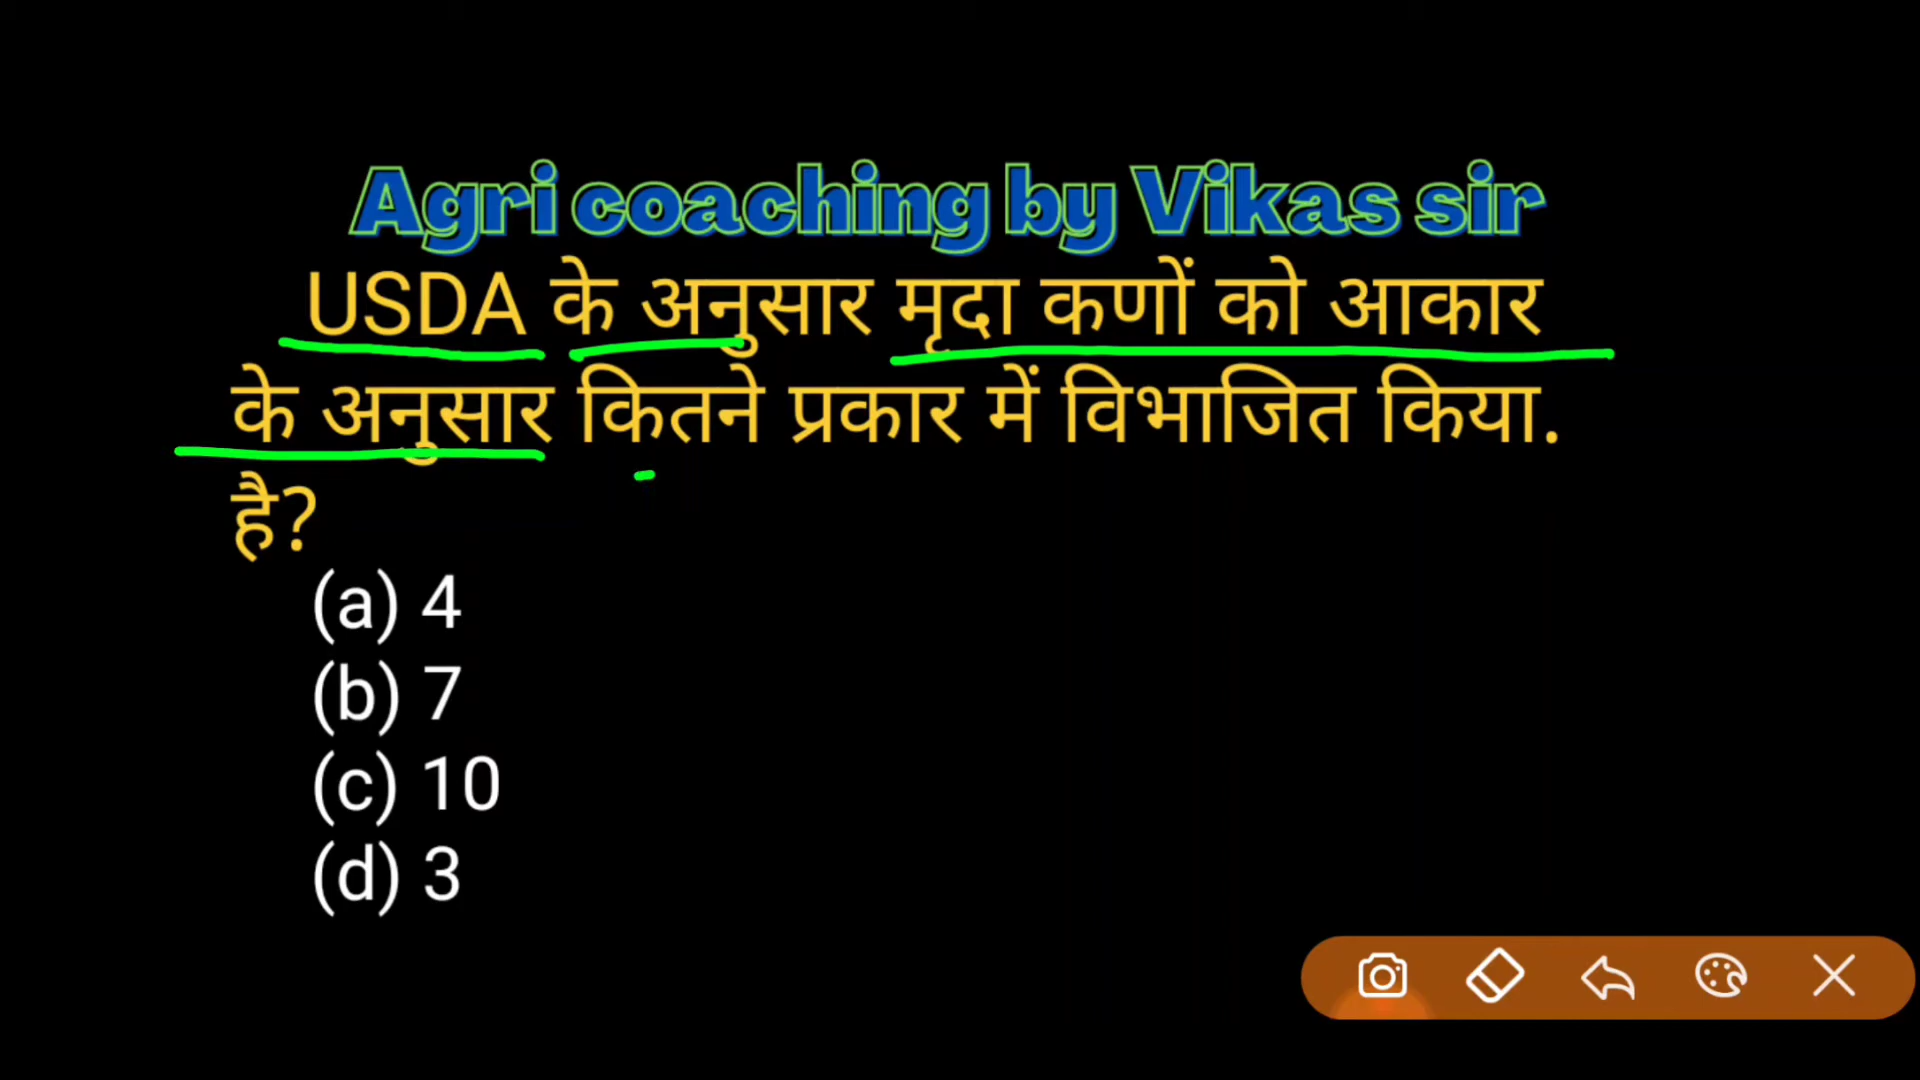 Agri coaching by Vikas sir
USDA के अनुसार मृदा कणों को आकार
के अनुसार कितने प्रकार में विभाजित किया.
है?
(a) 4
(b) 7
(c) 10
(d) 3